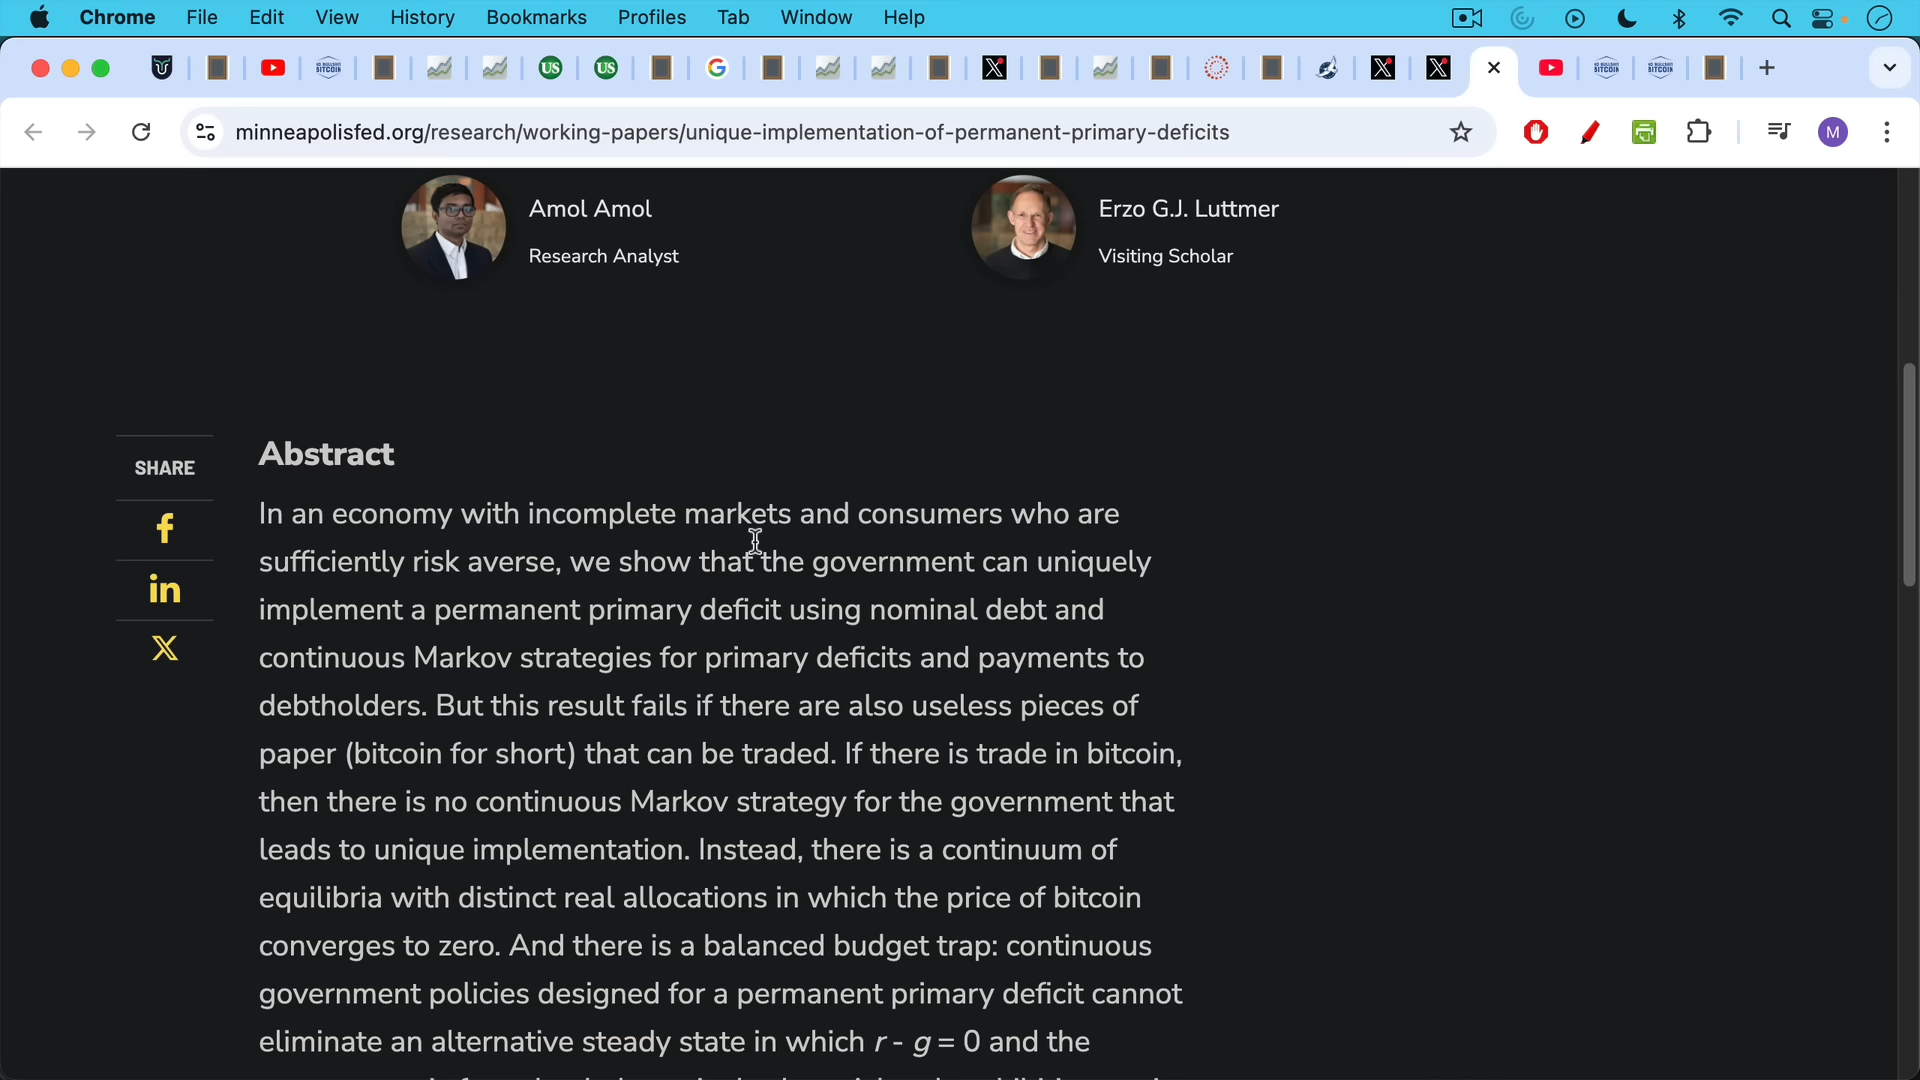 Chrome File Edit View History Bookmarks Profiles Tab Window Help
US US NO BULLSHIT BITCOIN
minneapolisfed.org/research/working-papers/unique-implementation-of-permanent-primary-deficits
M
Amol Amol
Research Analyst
Erzo G.J. Luttmer
Visiting Scholar
SHARE
Abstract
In an economy with incomplete markets and consumers who are
sufficiently risk averse, we show that the government can uniquely
implement a permanent primary deficit using nominal debt and
continuous Markov strategies for primary deficits and payments to
debtholders. But this result fails if there are also useless pieces of
paper (bitcoin for short) that can be traded. If there is trade in bitcoin,
then there is no continuous Markov strategy for the government that
leads to unique implementation. Instead, there is a continuum of
equilibria with distinct real allocations in which the price of bitcoin
converges to zero. And there is a balanced budget trap: continuous
government policies designed for a permanent primary deficit cannot
eliminate an alternative steady state in which r - g = 0 and the